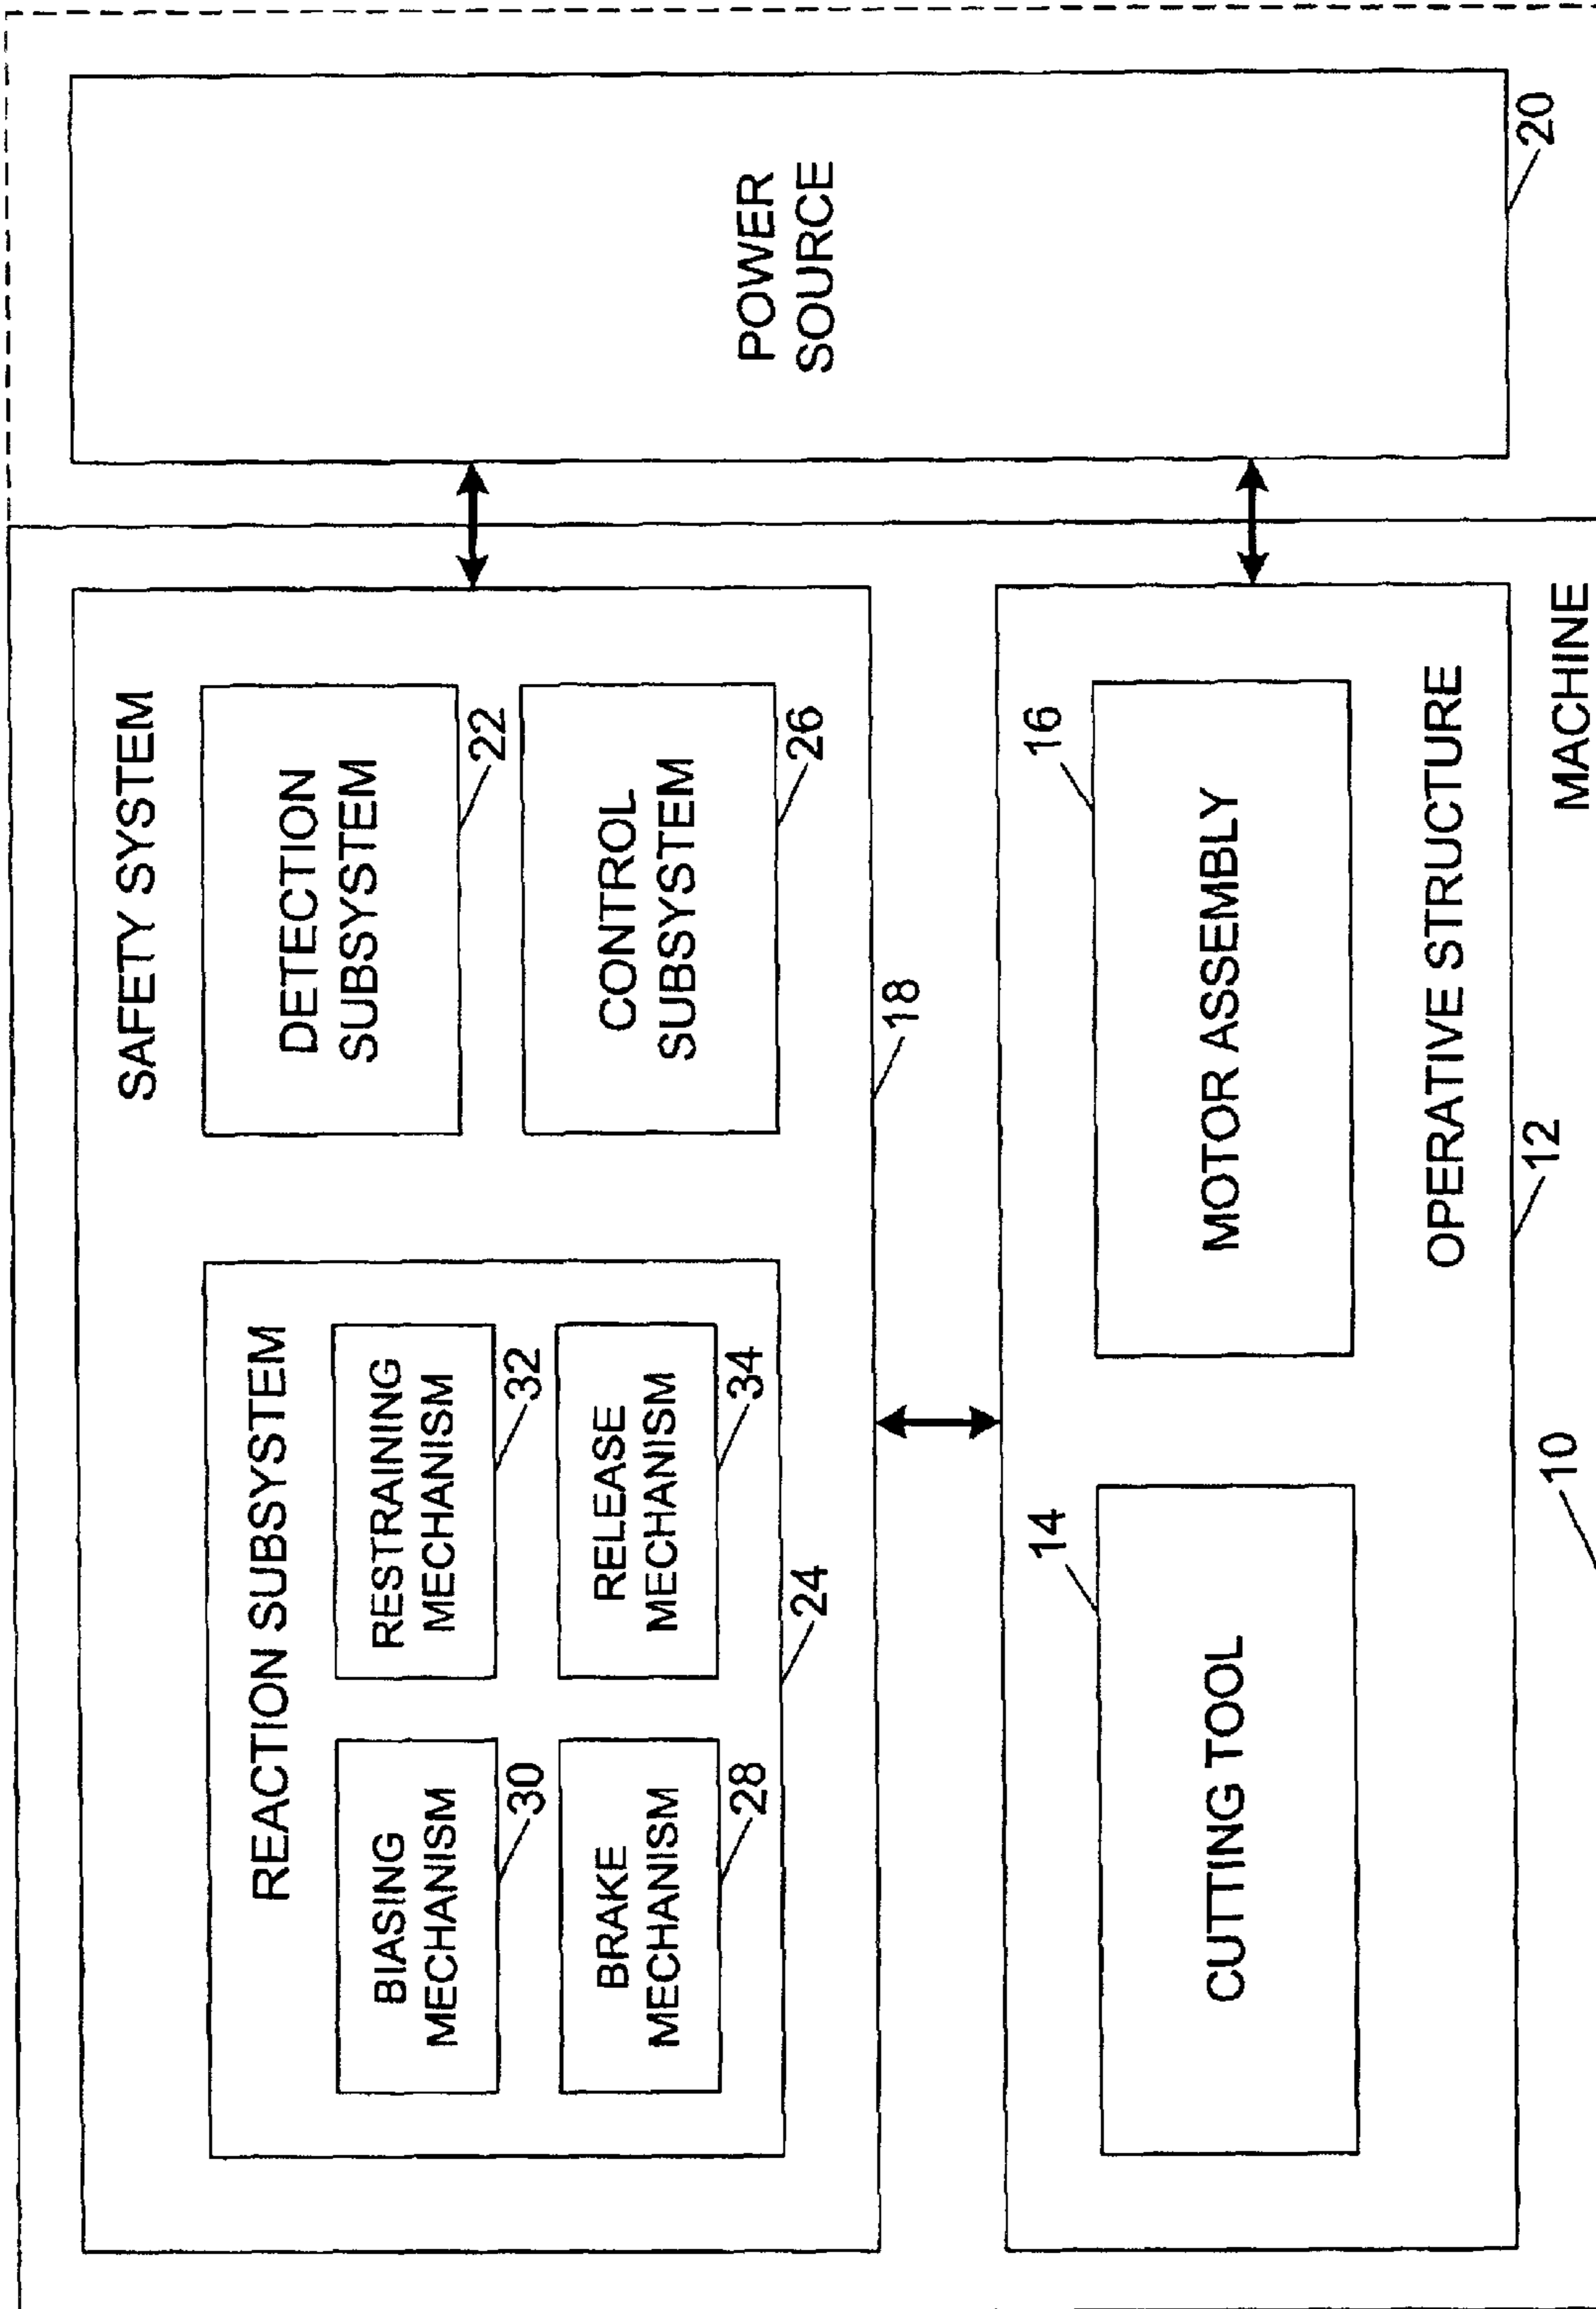 SAFETY SYSTEM
REACTION SUBSYSTEM
BIASING
MECHANISM
30
RESTRAINING
MECHANISM
32
BRAKE
MECHANISM
28
RELEASE
MECHANISM
34
24
DETECTION
SUBSYSTEM
22
CONTROL
SUBSYSTEM
26
18
POWER
SOURCE
20
14
CUTTING TOOL
16
MOTOR ASSEMBLY
OPERATIVE STRUCTURE
12
10
MACHINE